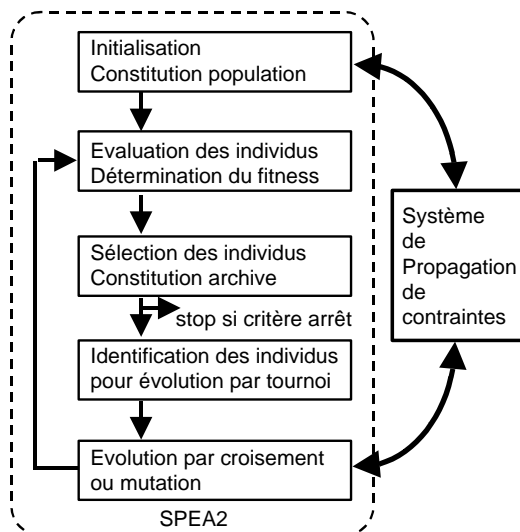 Initialisation
Constitution population
Evaluation des individus
Détermination du fitness
Sélection des individus
Constitution archive
stop si critère arrêt
Identification des individus
pour évolution par tournoi
Evolution par croisement
ou mutation
SPEA2
Système
de
Propagation
de
contraintes